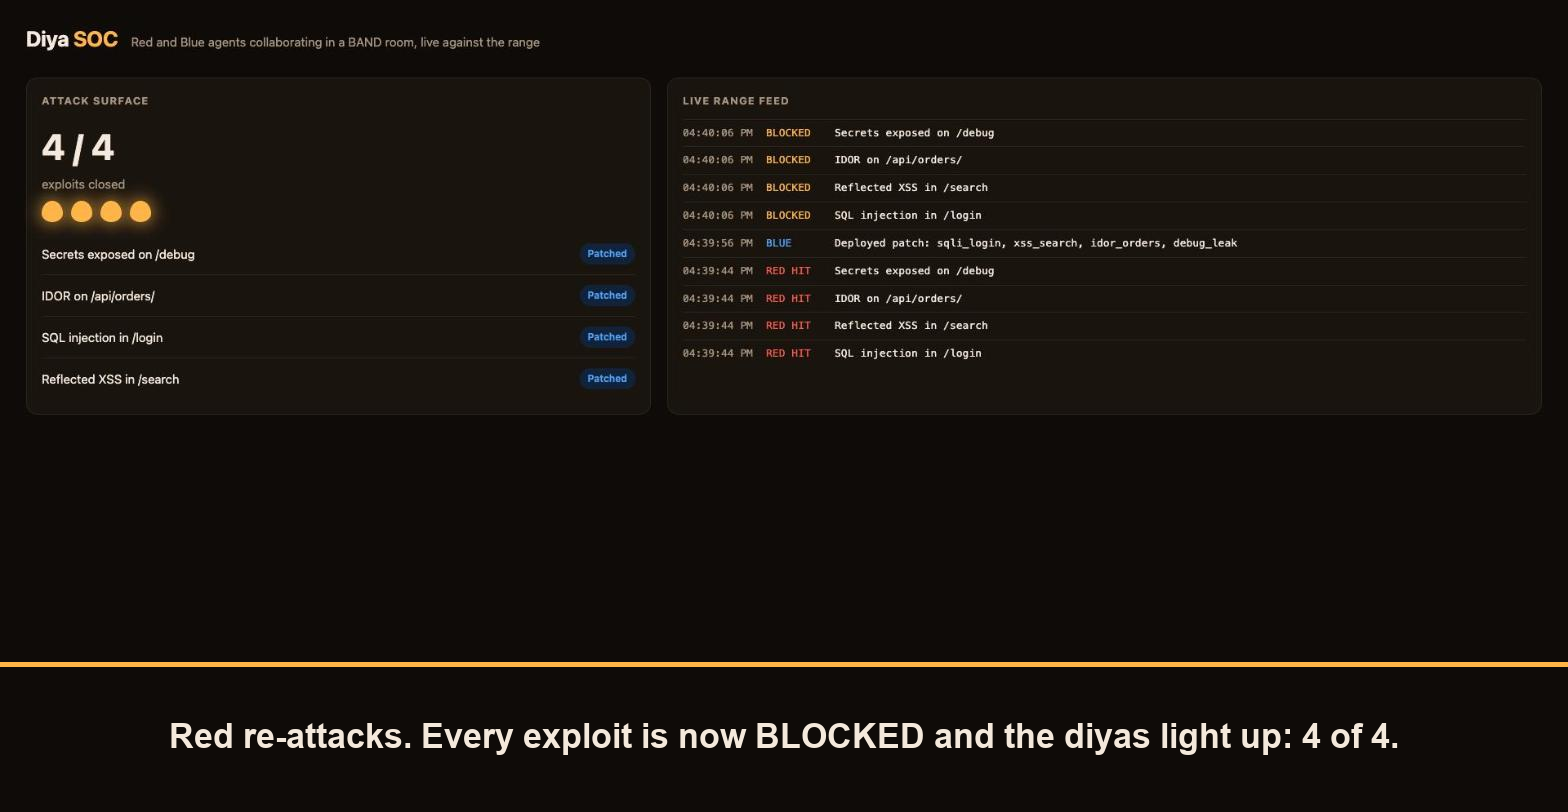 Diya SOC Red and Blue agents collaborating in a BAND room, live against the range
ATTACK SURFACE
4 / 4
exploits closed
Secrets exposed on /debug Patched
IDOR on /api/orders/ Patched
SQL injection in /login Patched
Reflected XSS in /search Patched
LIVE RANGE FEED
04:40:06 PM BLOCKED Secrets exposed on /debug
04:40:06 PM BLOCKED IDOR on /api/orders/
04:40:06 PM BLOCKED Reflected XSS in /search
04:40:06 PM BLOCKED SQL injection in /login
04:39:56 PM BLUE Deployed patch: sqli_login, xss_search, idor_orders, debug_leak
04:39:44 PM RED HIT Secrets exposed on /debug
04:39:44 PM RED HIT IDOR on /api/orders/
04:39:44 PM RED HIT Reflected XSS in /search
04:39:44 PM RED HIT SQL injection in /login
Red re-attacks. Every exploit is now BLOCKED and the diyas light up: 4 of 4.